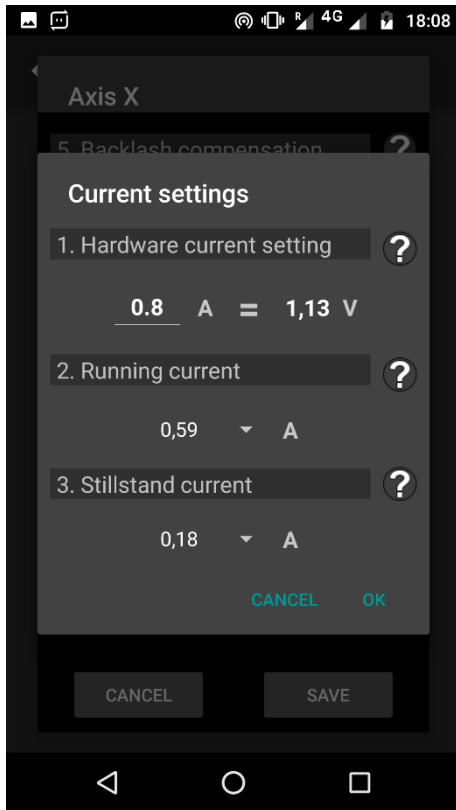 R 4G 18:08
Axis X
5. Backlash compensation ?
Current settings
1. Hardware current setting ?
0.8 A = 1,13 V
2. Running current ?
0,59 A
3. Stillstand current ?
0,18 A
CANCEL OK
CANCEL SAVE